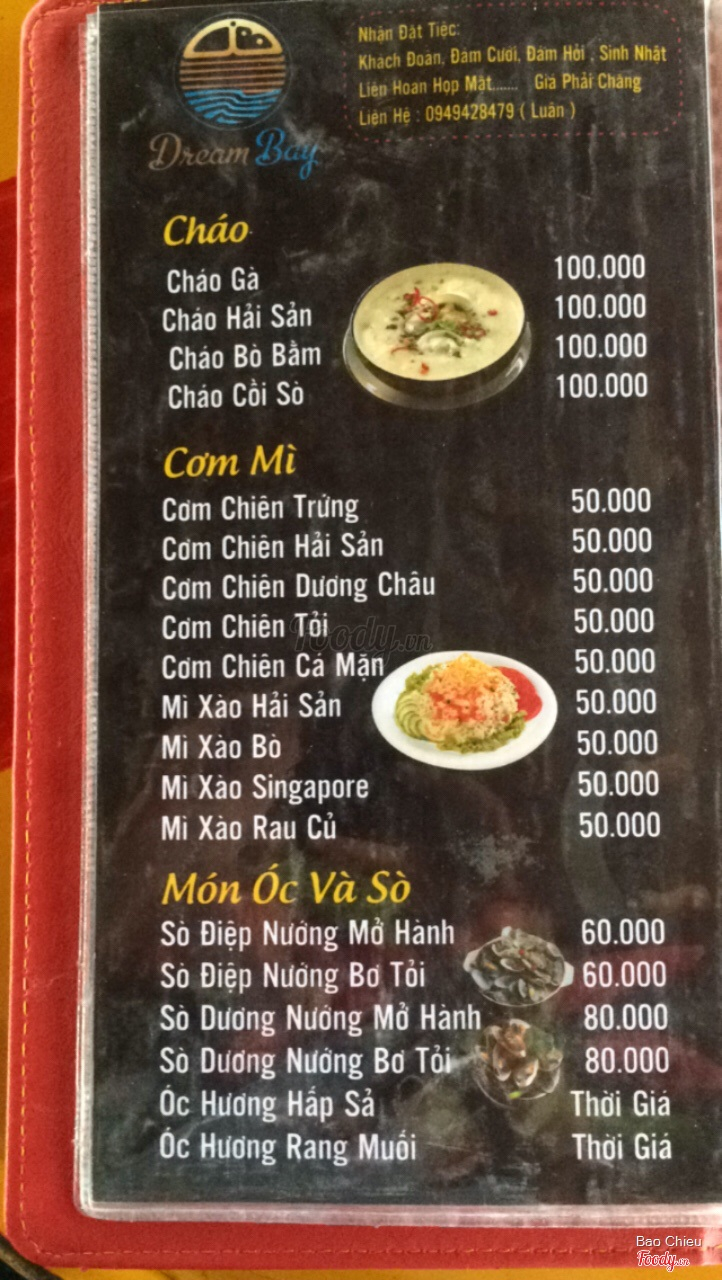 Nhận Đặt Tiệc:
Khách Đoàn, Đám Cưới, Đám Hỏi , Sinh Nhật
Liên Hoan Họp Mặt...... Giá Phải Chăng
Liên Hệ : 0949428479 ( Luân )
Dream Bay
Cháo
Cháo Gà 100.000
Cháo Hải Sản 100.000
Cháo Bò Bằm 100.000
Cháo Cồi Sò 100.000
Cơm Mì
Cơm Chiên Trứng 50.000
Cơm Chiên Hải Sản 50.000
Cơm Chiên Dương Châu 50.000
Cơm Chiên Tỏi 50.000
Foody.vn
Cơm Chiên Cá Mặn 50.000
Mì Xào Hải Sản 50.000
Mì Xào Bò 50.000
Mì Xào Singapore 50.000
Mì Xào Rau Củ 50.000
Món Ốc Và Sò
Sò Điệp Nướng Mở Hành 60.000
Sò Điệp Nướng Bơ Tỏi 60.000
Sò Dương Nướng Mở Hành 80.000
Sò Dương Nướng Bơ Tỏi 80.000
Ốc Hương Hấp Sả Thời Giá
Ốc Hương Rang Muối Thời Giá
Bao Chieu
Foody.vn